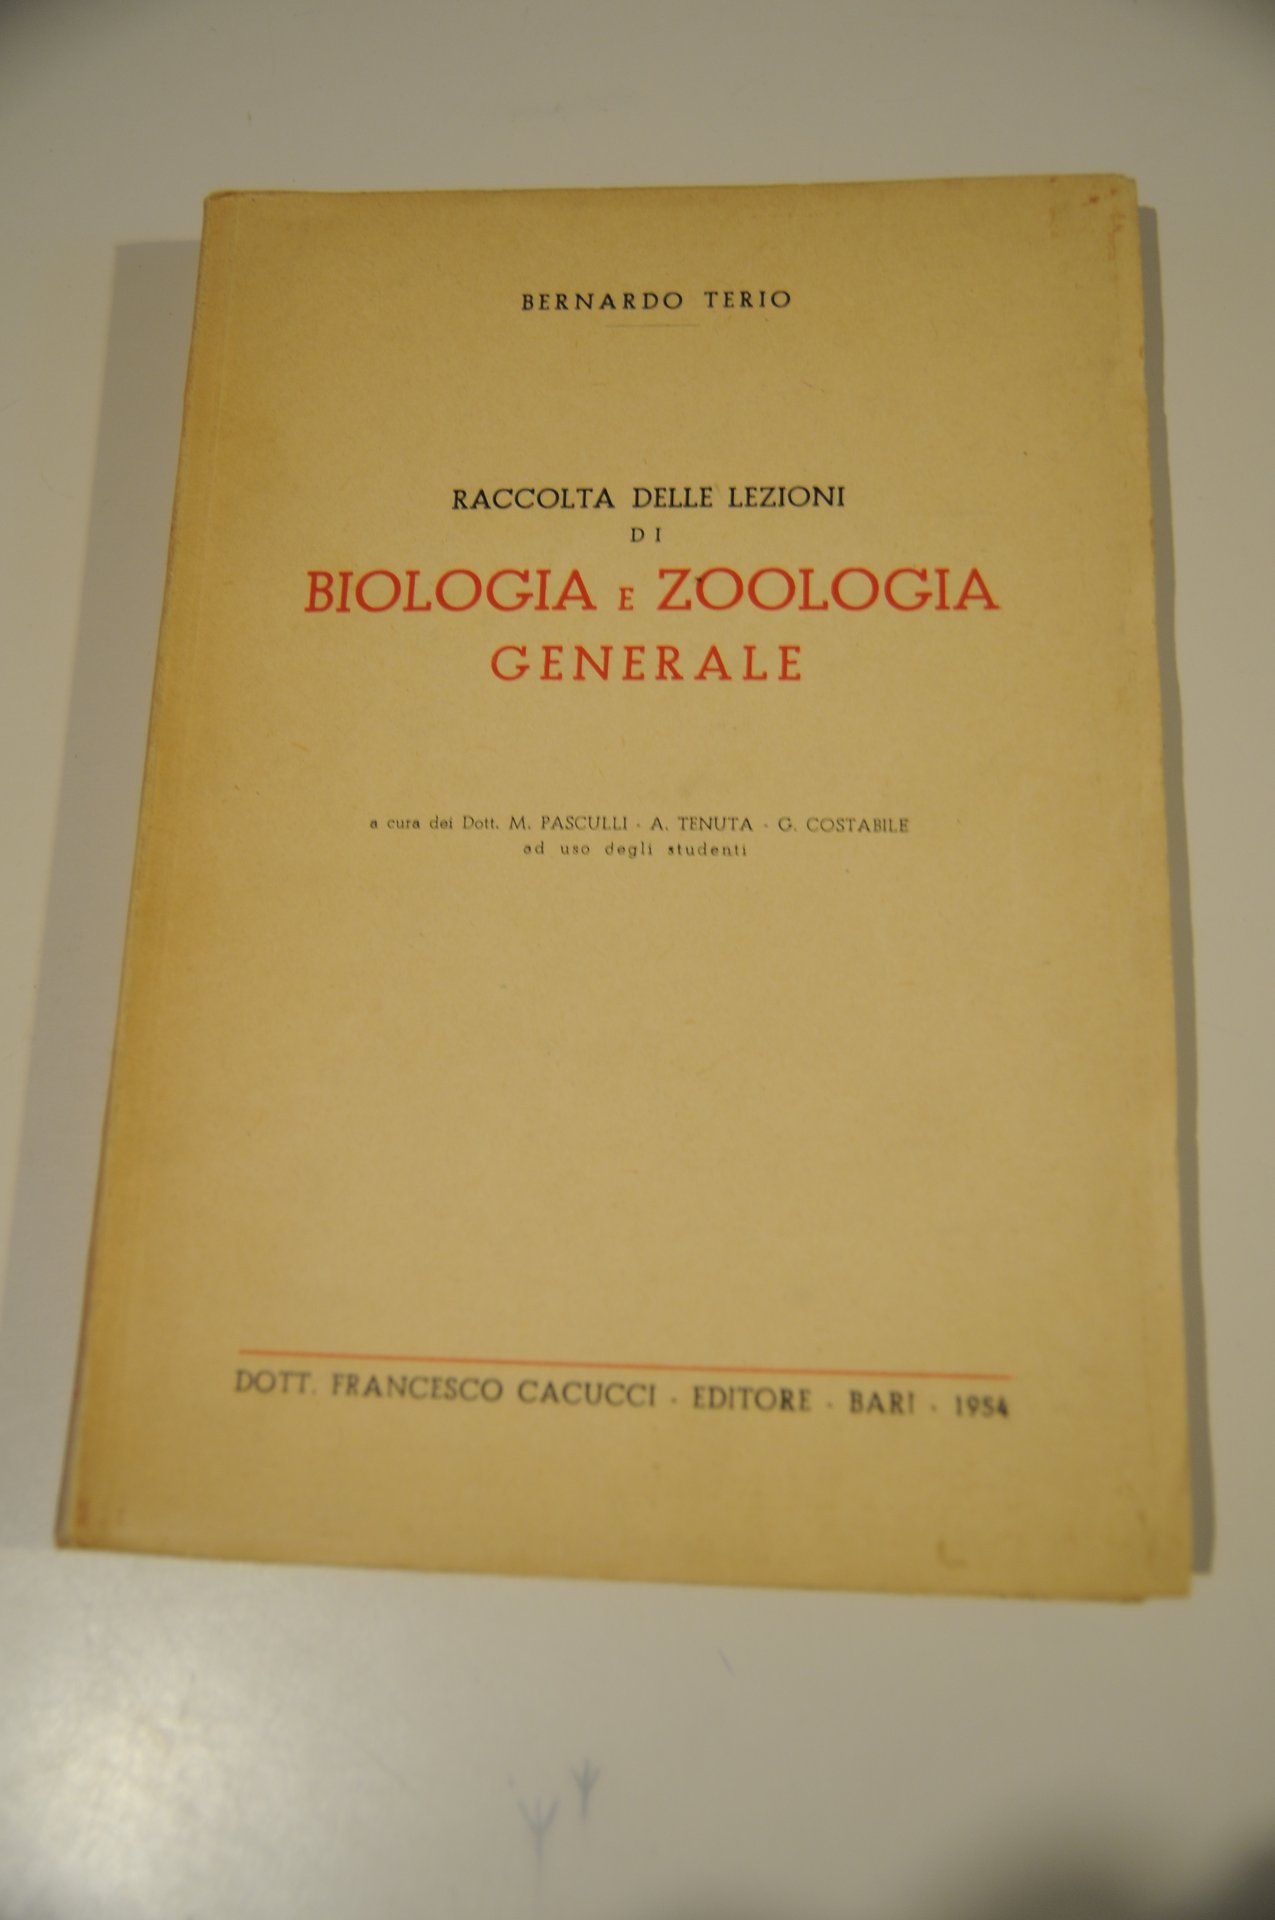 BERNARDO TERIO
RACCOLTA DELLE LEZIONI
DI
BIOLOGIA E ZOOLOGIA
GENERALE
a cura dei Dott. M. PASCULLI - A. TENUTA - G. COSTABILE
ad uso degli studenti
DOTT. FRANCESCO CACUCCI - EDITORE - BARI - 1954